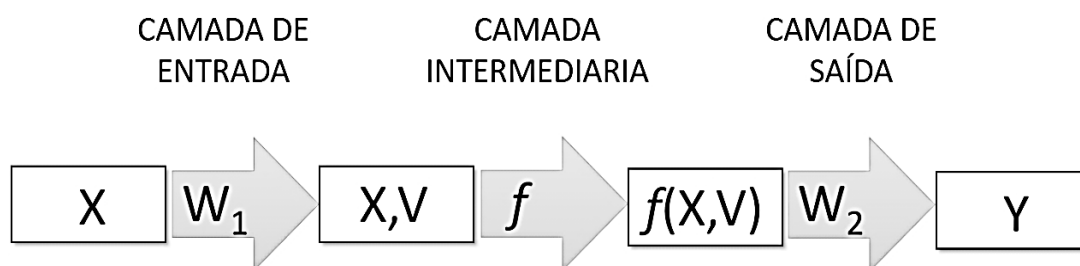 CAMADA DE
ENTRADA
CAMADA
INTERMEDIARIA
CAMADA DE
SAÍDA
X W₁ X,V f f(X,V) W₂ Y